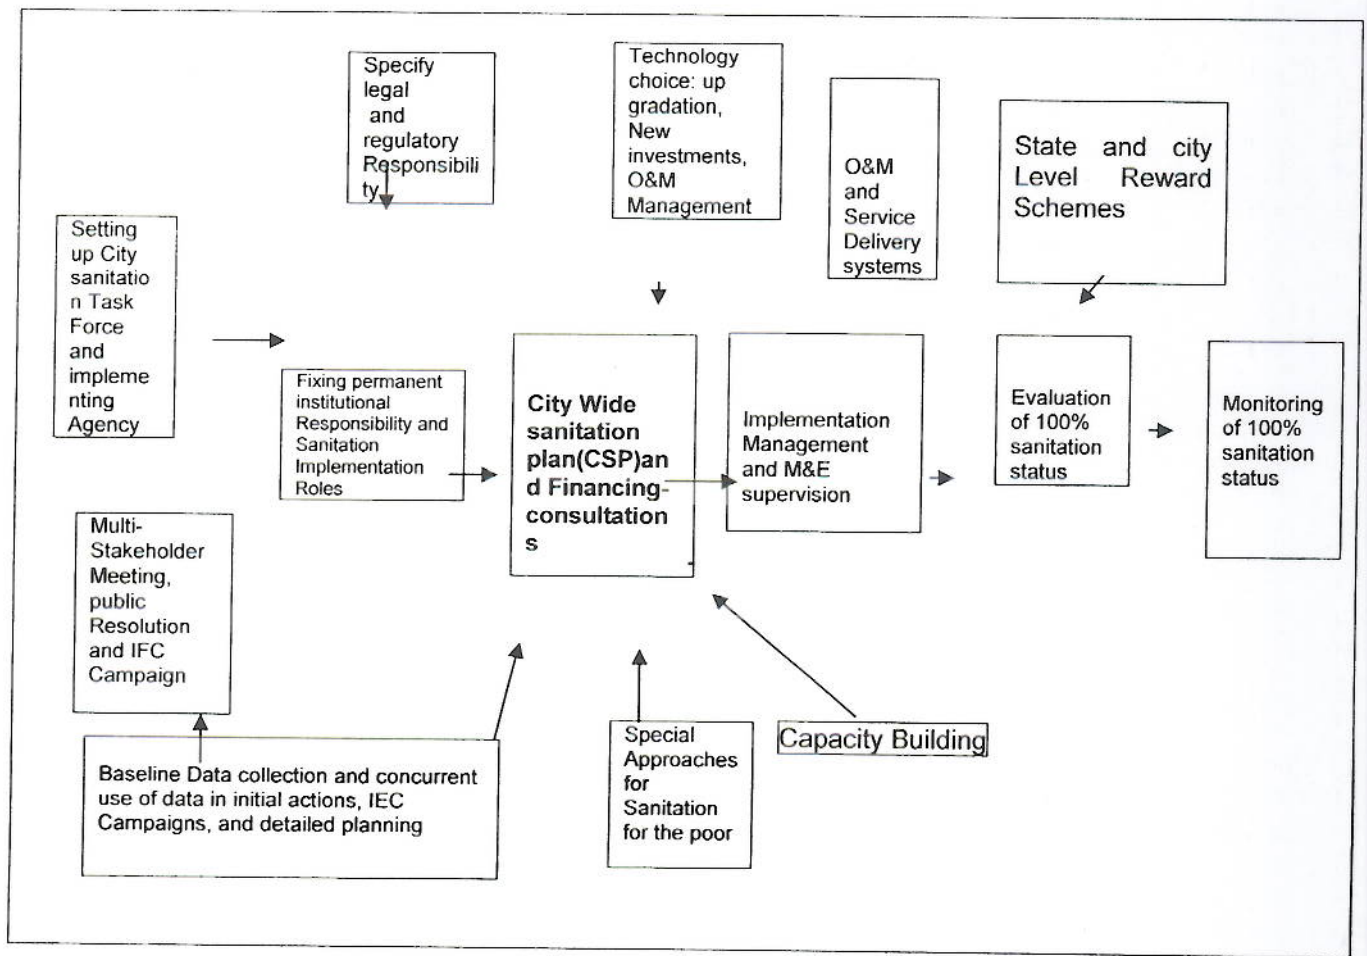 Specify
legal
and
regulatory
Responsibili
ty
Technology
choice: up
gradation,
New
investments,
O&M
Management
O&M
and
Service
Delivery
systems
State and city
Level Reward
Schemes
Setting
up City
sanitatio
n Task
Force
and
impleme
nting
Agency
Fixing permanent
institutional
Responsibility and
Sanitation
Implementation
Roles
City Wide
sanitation
plan(CSP)an
d Financing-
consultation
s
Implementation
Management
and M&E
supervision
Evaluation
of 100%
sanitation
status
Monitoring
of 100%
sanitation
status
Multi-
Stakeholder
Meeting,
public
Resolution
and IFC
Campaign
Baseline Data collection and concurrent
use of data in initial actions, IEC
Campaigns, and detailed planning
Special
Approaches
for
Sanitation
for the poor
Capacity Building